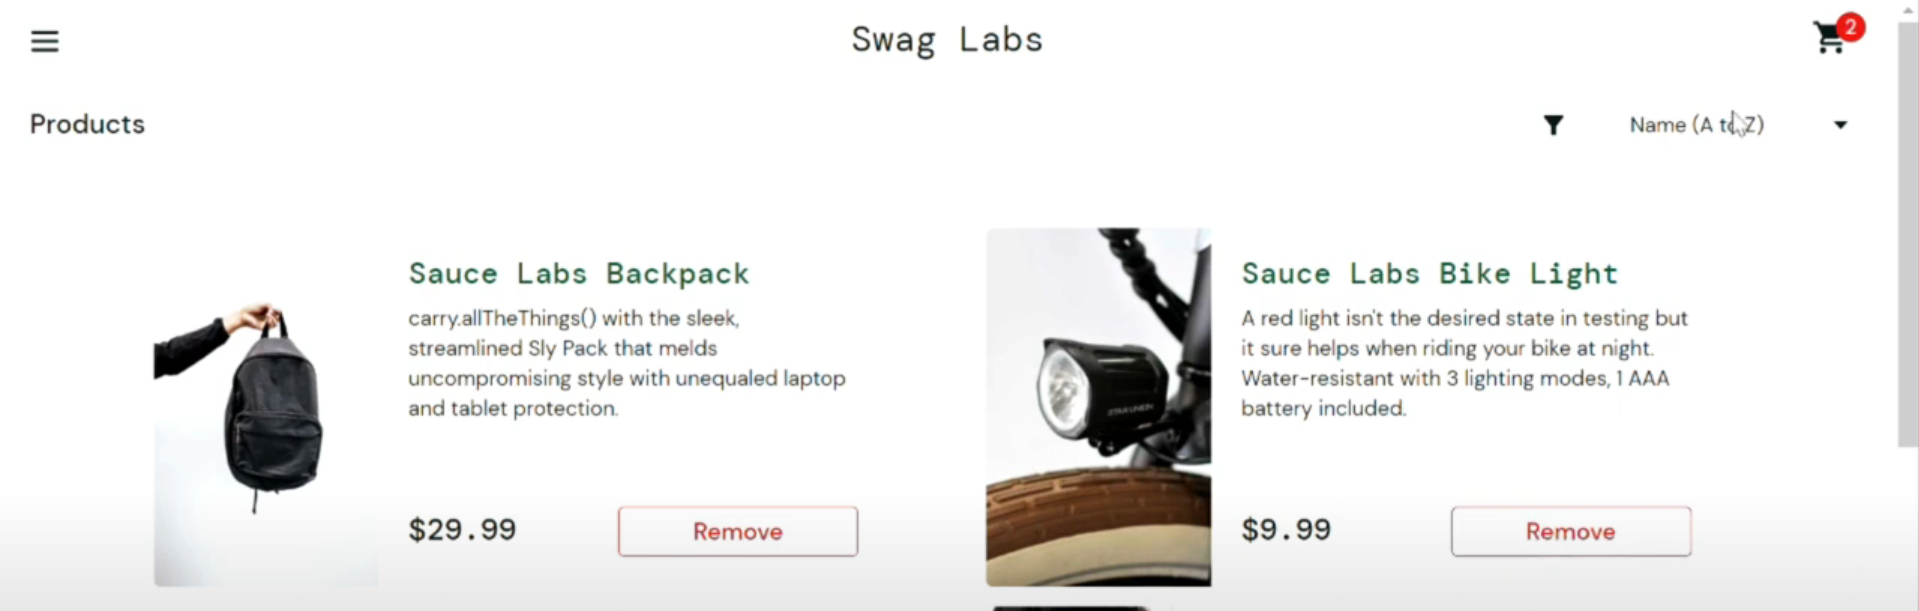 Swag Labs
2
Products
Name (A to Z)
Sauce Labs Backpack
carry.allTheThings() with the sleek,
streamlined Sly Pack that melds
uncompromising style with unequaled laptop
and tablet protection.
$29.99
Remove
Sauce Labs Bike Light
A red light isn't the desired state in testing but
it sure helps when riding your bike at night.
Water-resistant with 3 lighting modes, 1 AAA
battery included.
$9.99
Remove
STAR UNION